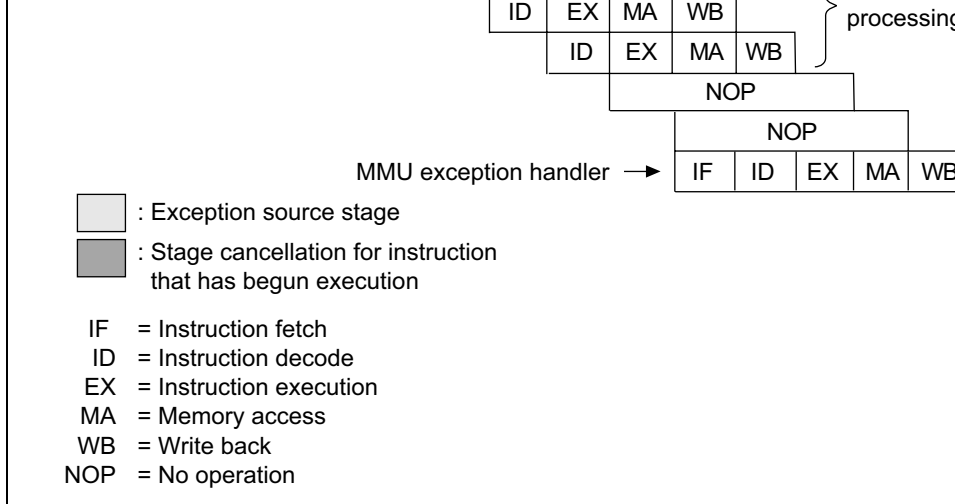 ID EX MA WB
processing
ID EX MA WB
NOP
NOP
MMU exception handler → IF ID EX MA WB
: Exception source stage
: Stage cancellation for instruction
that has begun execution
IF = Instruction fetch
ID = Instruction decode
EX = Instruction execution
MA = Memory access
WB = Write back
NOP = No operation